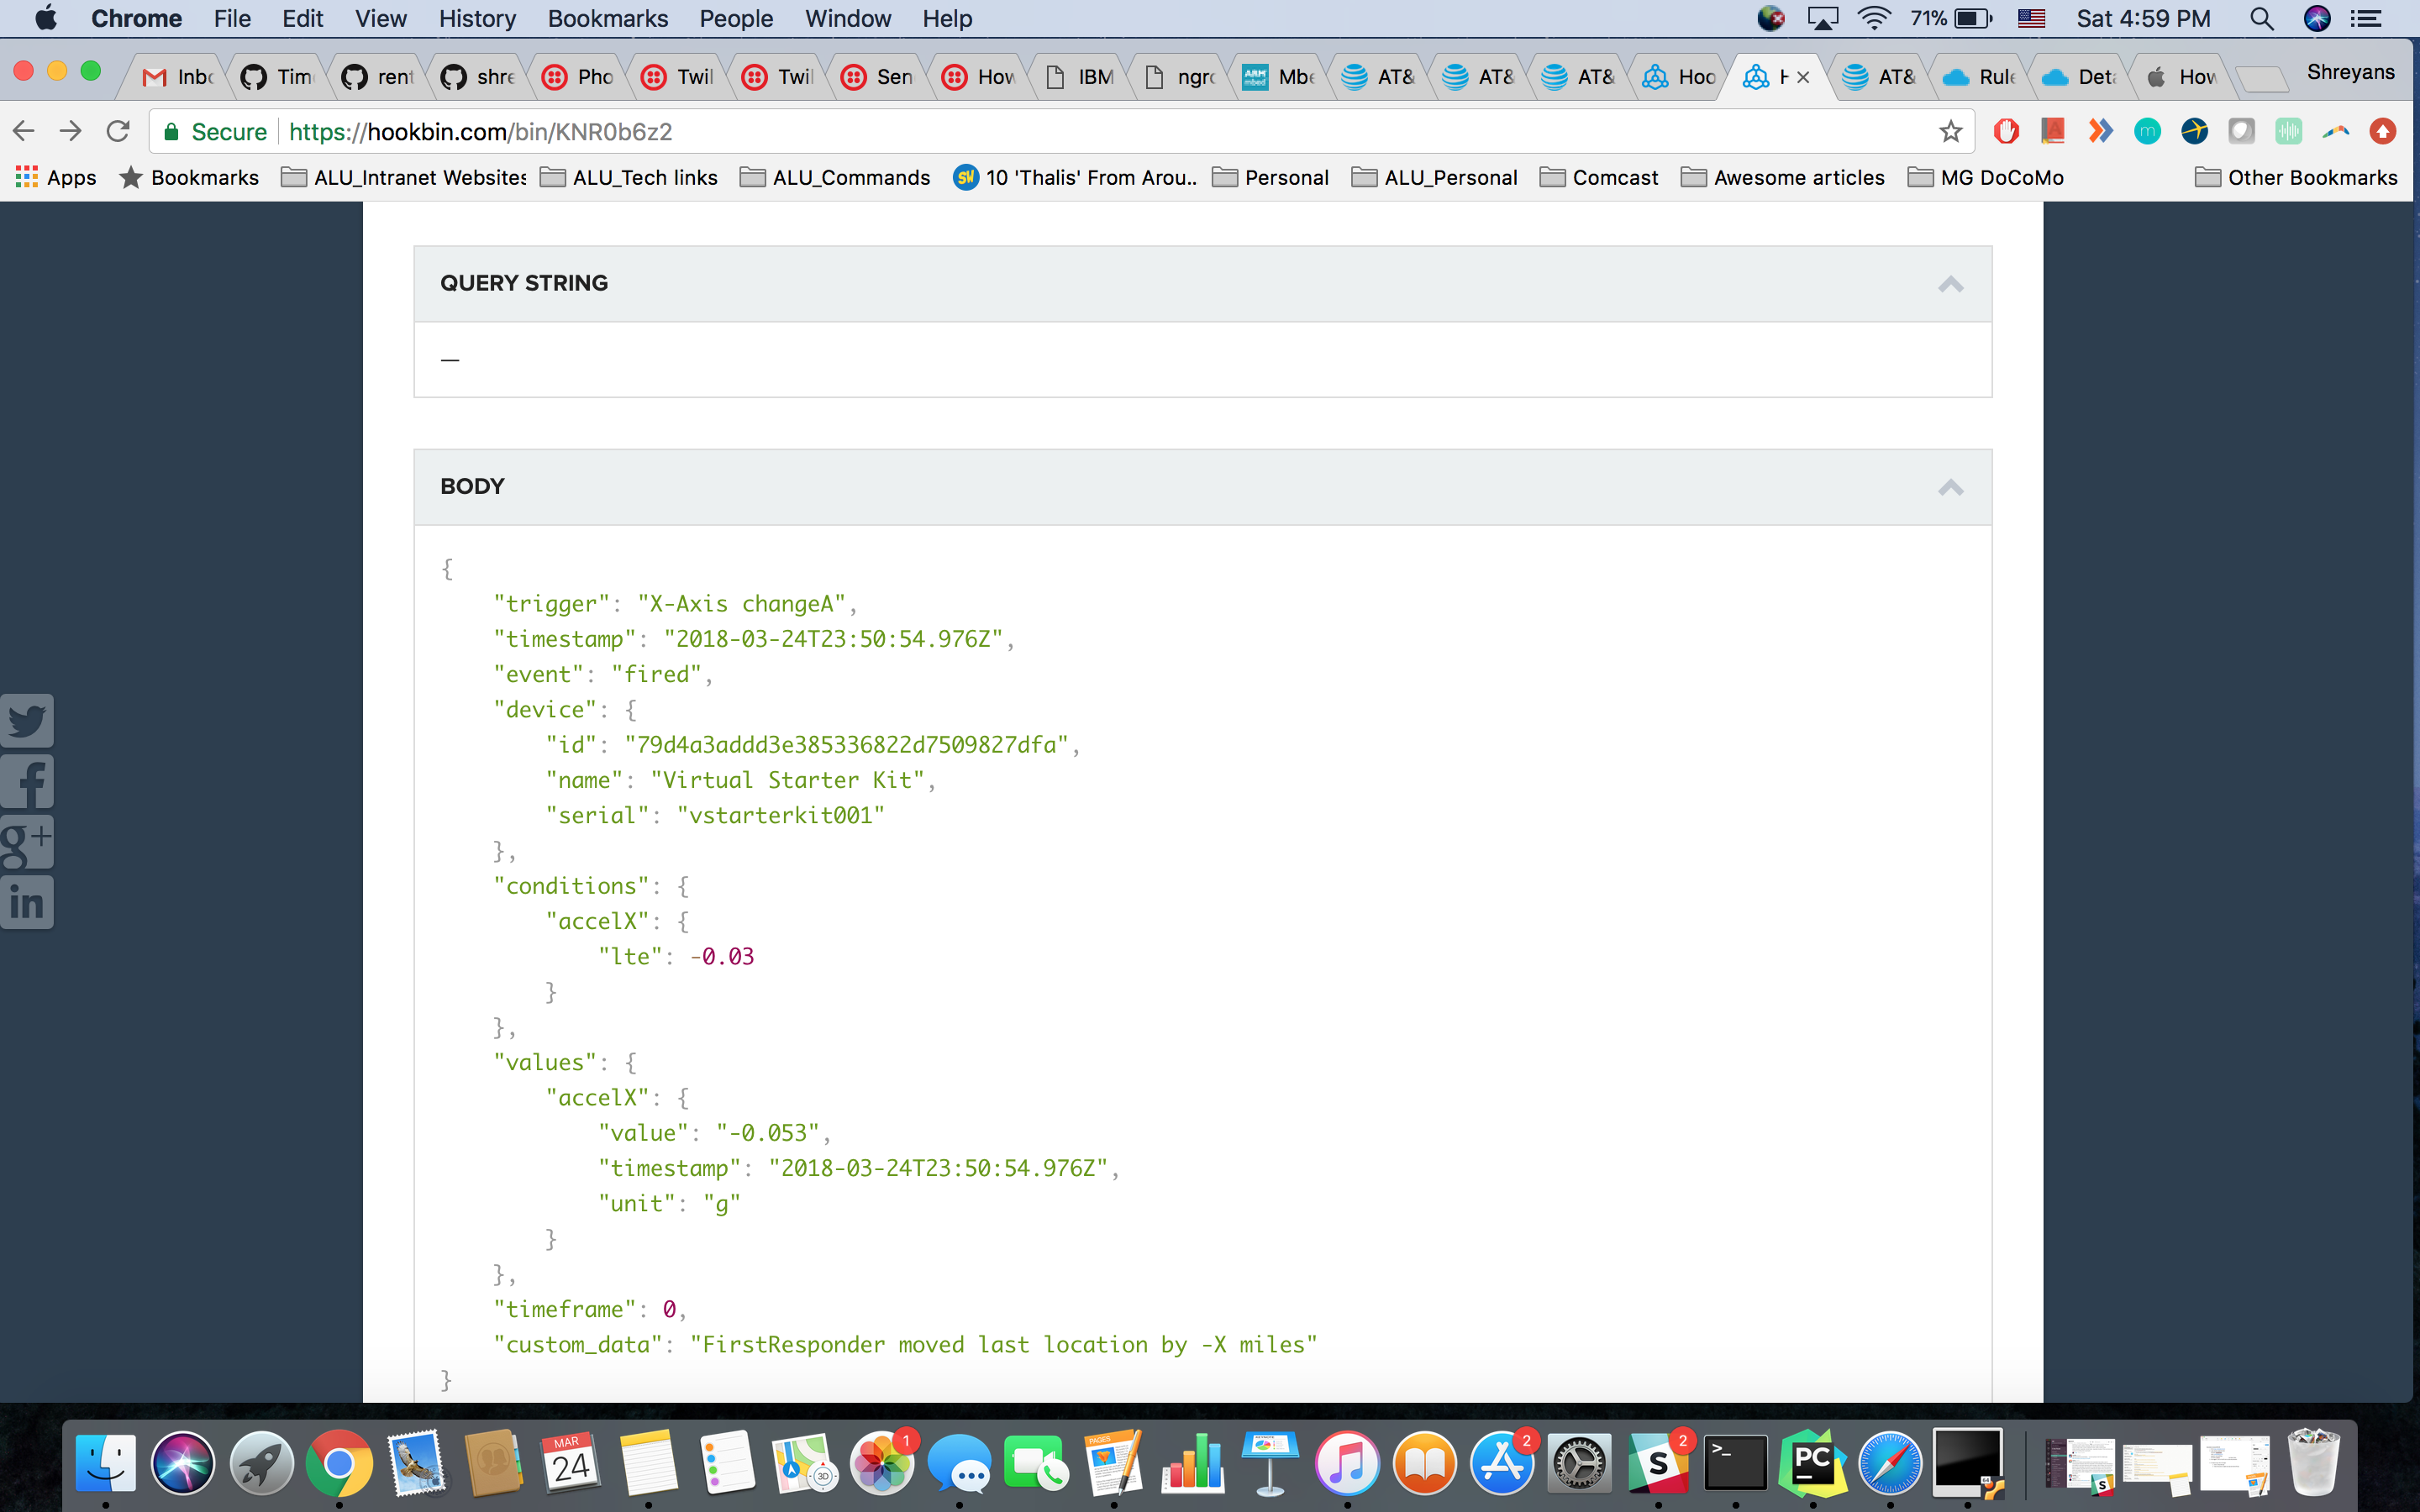 Chrome File Edit View History Bookmarks People Window Help 71% Sat 4:59 PM
Inbc Tim rent shre Pho Twil Twil Sen How IBM ngro Mbe AT& AT& AT& Hoo H AT& Rule Deta How Shreyans
Secure https://hookbin.com/bin/KNR0b6z2
Apps Bookmarks ALU_Intranet Websites ALU_Tech links ALU_Commands 10 'Thalis' From Arou.. Personal ALU_Personal Comcast Awesome articles MG DoCoMo Other Bookmarks
QUERY STRING
—
BODY
{
"trigger": "X-Axis changeA",
"timestamp": "2018-03-24T23:50:54.976Z",
"event": "fired",
"device": {
"id": "79d4a3addd3e385336822d7509827dfa",
"name": "Virtual Starter Kit",
"serial": "vstarterkit001"
},
"conditions": {
"accelX": {
"lte": -0.03
}
},
"values": {
"accelX": {
"value": "-0.053",
"timestamp": "2018-03-24T23:50:54.976Z",
"unit": "g"
}
},
"timeframe": 0,
"custom_data": "FirstResponder moved last location by -X miles"
}
MAR
24
1
PAGES
2
2
PC